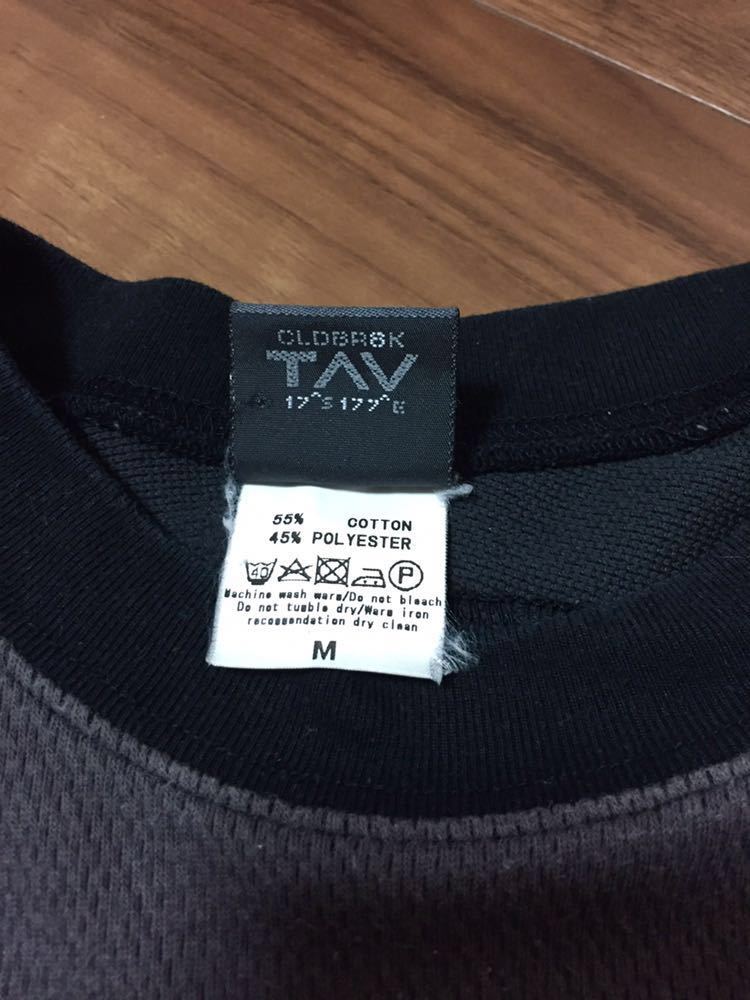 CLDBR8K
TAV
17^S 177^E
55% COTTON
45% POLYESTER
40 P
Machine wash warm/Do not bleach
Do not tumble dry/Warm iron
recommendation dry clean
M